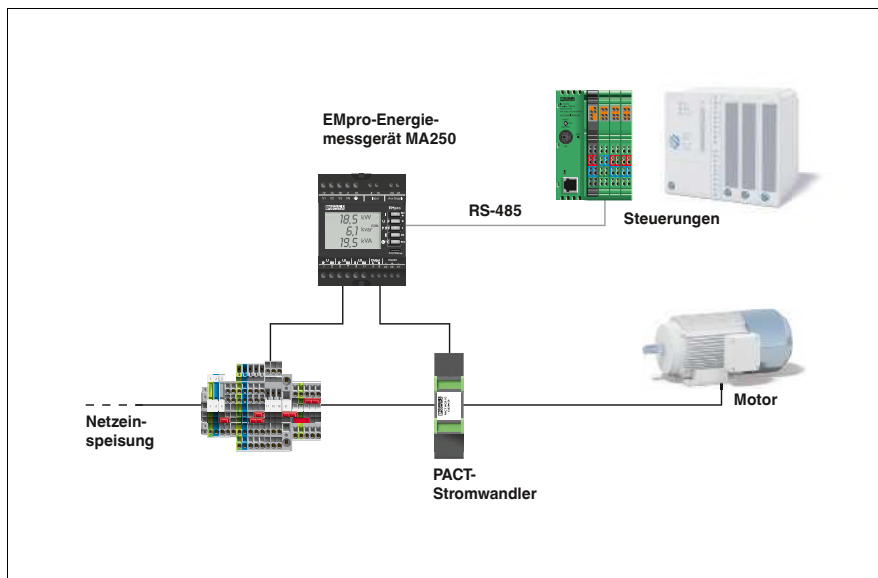 EMpro-Energie-
messgerät MA250
RS-485
Steuerungen
EMpro
18,5 kW
6,1 kvar
19,5 kVA
Netzein-
speisung
Motor
PACT-
Stromwandler